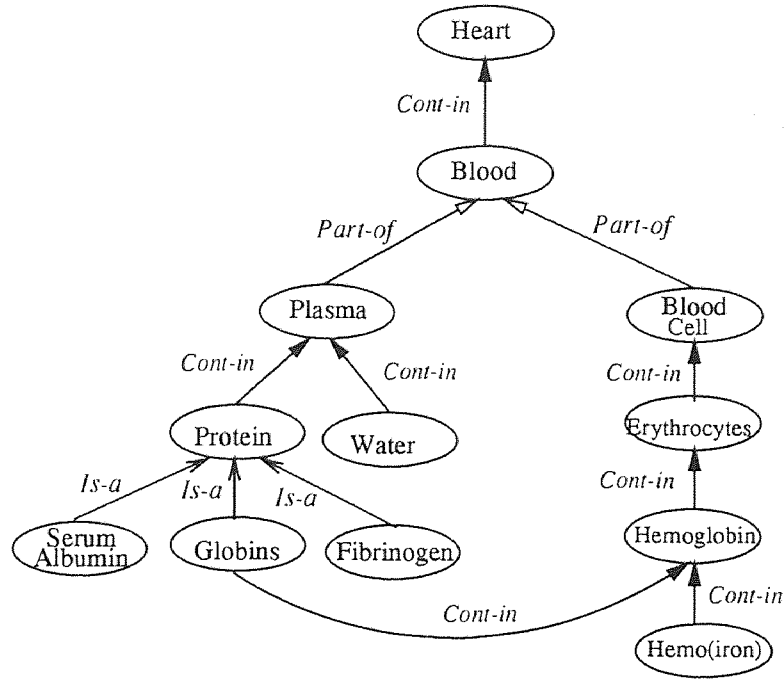 Heart
Cont-in
Blood
Part-of
Part-of
Plasma
Blood
Cell
Cont-in
Cont-in
Cont-in
Protein
Water
Erythrocytes
Is-a
Is-a
Is-a
Cont-in
Serum
Albumin
Globins
Fibrinogen
Hemoglobin
Cont-in
Cont-in
Hemo(iron)